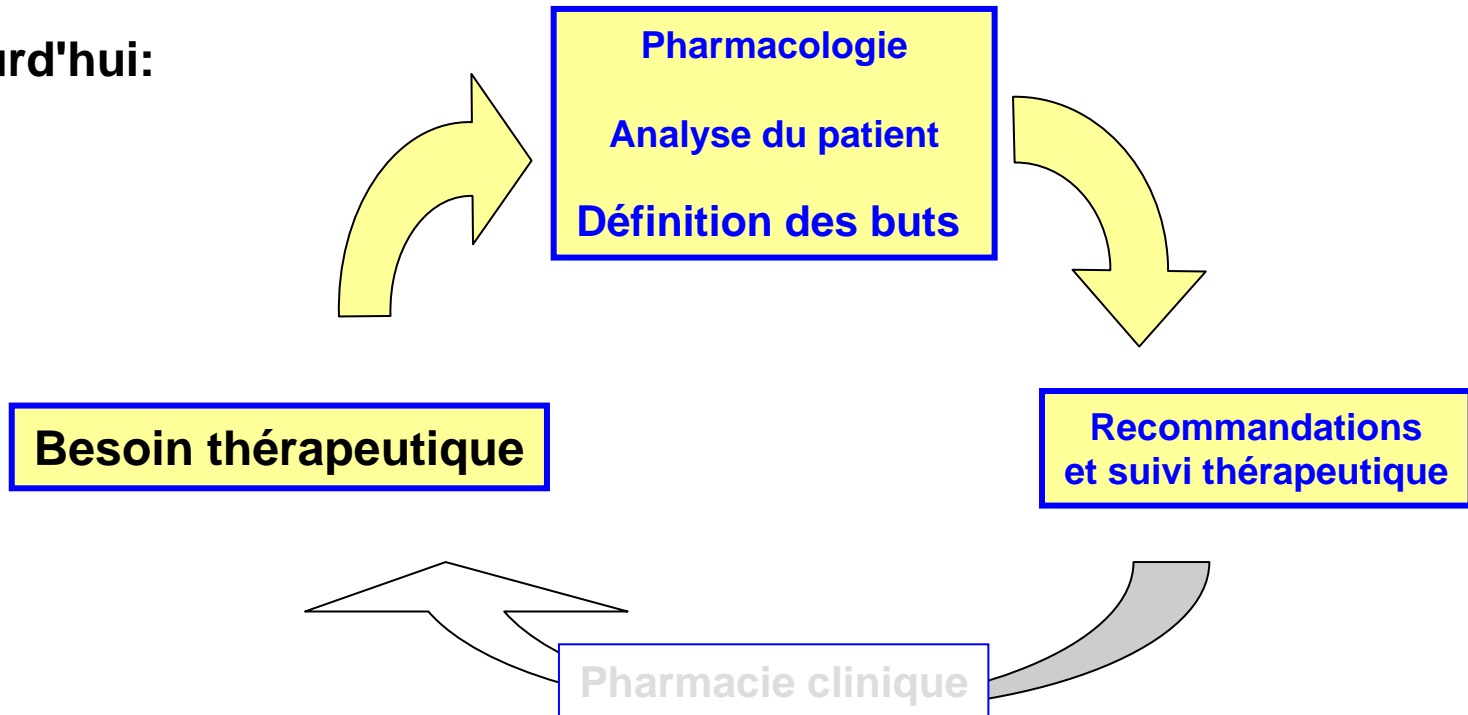 urd'hui:
Pharmacologie
Analyse du patient
Définition des buts
Besoin thérapeutique
Recommandations
et suivi thérapeutique
Pharmacie clinique